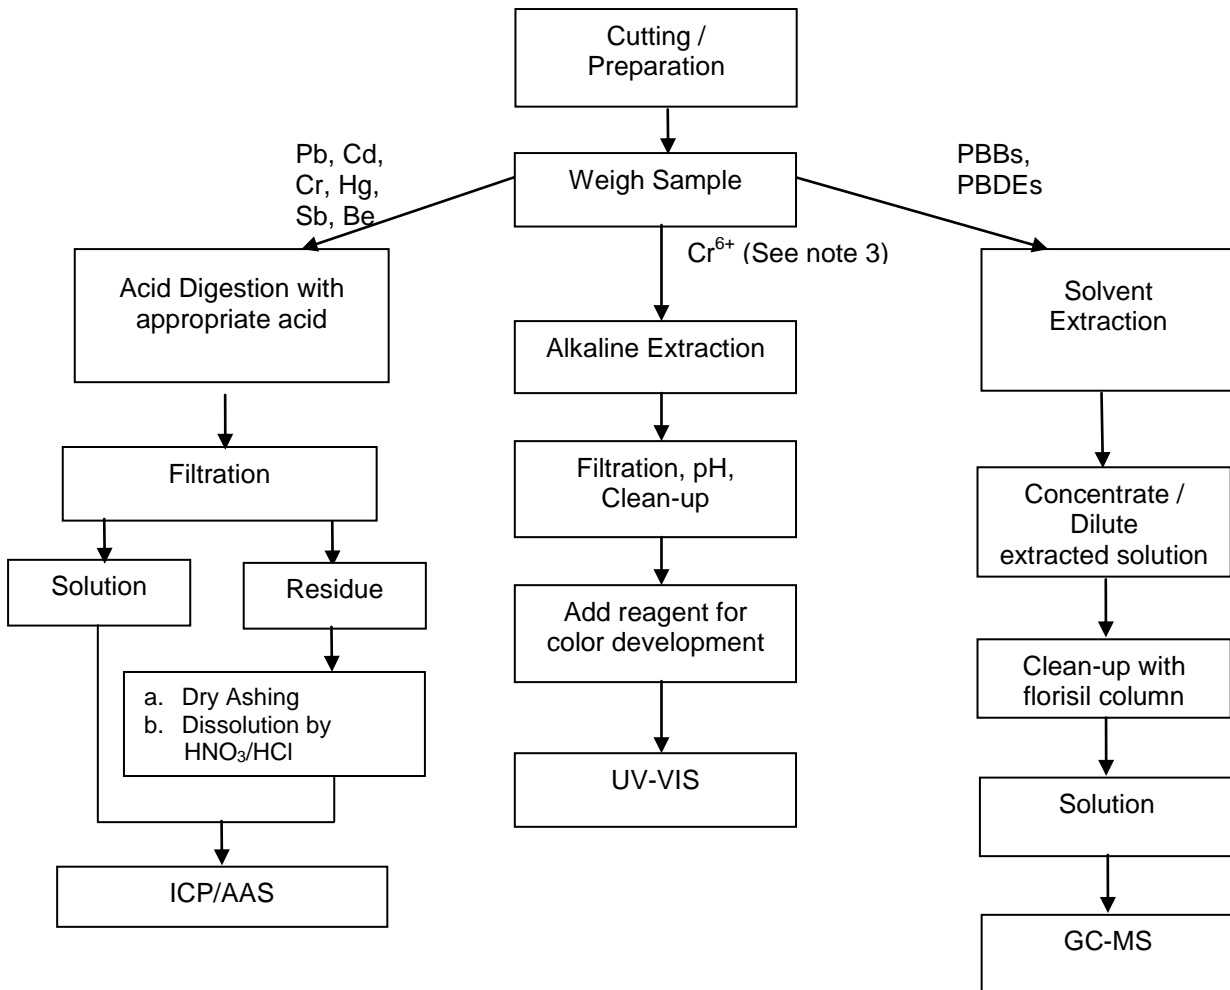 Cutting /
Preparation
Pb, Cd,
Cr, Hg,
Sb, Be
Weigh Sample
PBBs,
PBDEs
Cr⁶⁺ (See note 3)
Acid Digestion with
appropriate acid
Alkaline Extraction
Solvent
Extraction
Filtration
Filtration, pH,
Clean-up
Concentrate /
Dilute
extracted solution
Solution
Residue
Add reagent for
color development
Clean-up with
florisil column
a. Dry Ashing
b. Dissolution by
HNO₃/HCl
UV-VIS
Solution
ICP/AAS
GC-MS